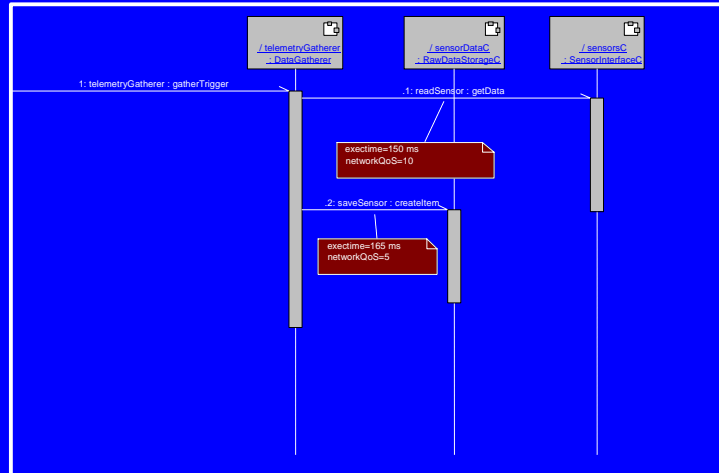 / telemetryGatherer
: DataGatherer
/ sensorDataC
: RawDataStorageC
/ sensorsC
: SensorInterfaceC
1: telemetryGatherer : gatherTrigger
.1: readSensor : getData
exectime=150 ms
networkQoS=10
.2: saveSensor : createItem
exectime=165 ms
networkQoS=5